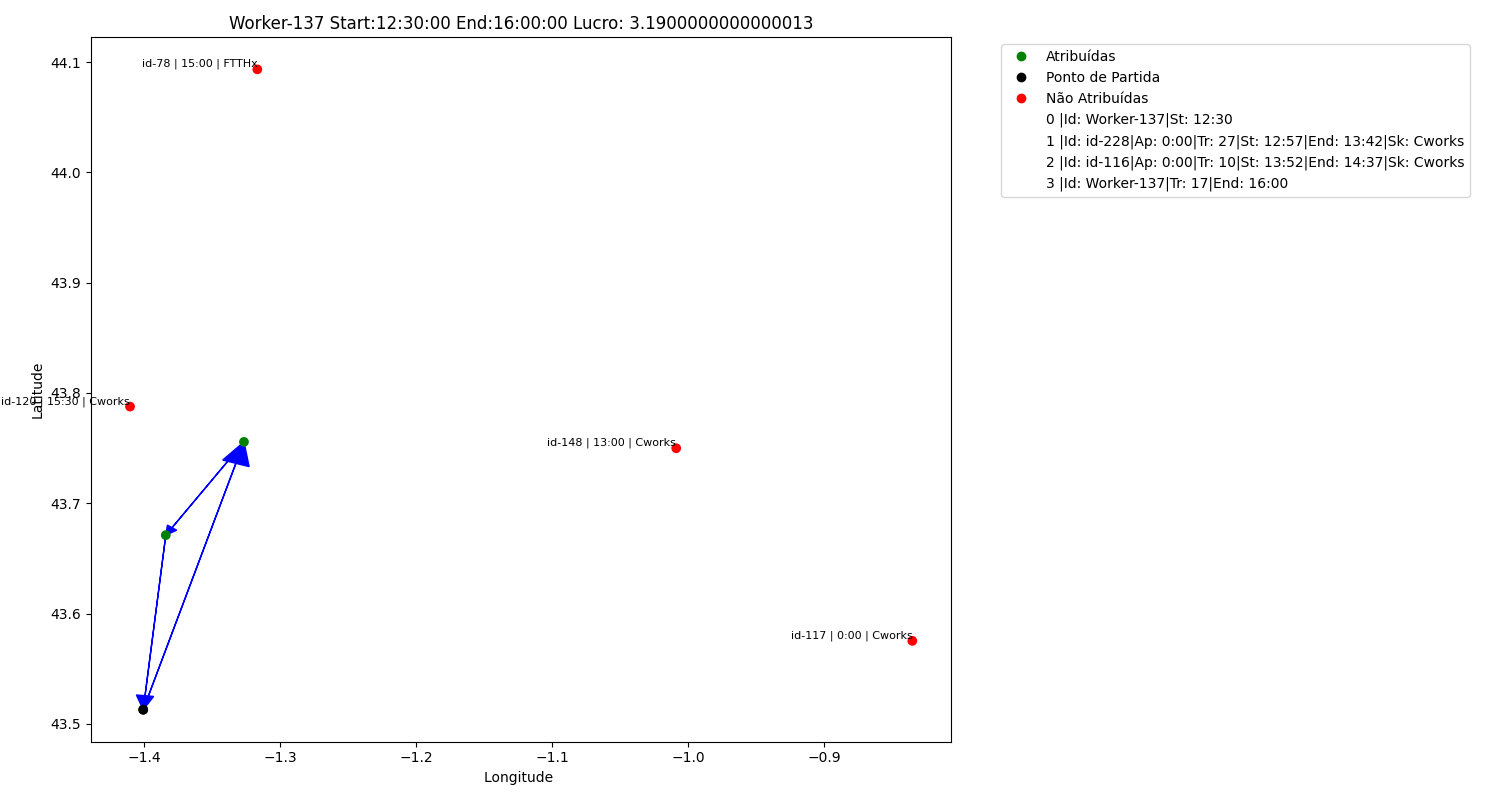 Worker-137 Start:12:30:00 End:16:00:00 Lucro: 3.1900000000000013
44.1
44.0
43.9
43.8
43.7
43.6
43.5
Latitude
id-78 | 15:00 | FTTHx
id-120 | 15:30 | Cworks
id-148 | 13:00 | Cworks
id-117 | 0:00 | Cworks
−1.4
−1.3
−1.2
−1.1
−1.0
−0.9
Longitude
Atribuídas
Ponto de Partida
Não Atribuídas
0 |Id: Worker-137|St: 12:30
1 |Id: id-228|Ap: 0:00|Tr: 27|St: 12:57|End: 13:42|Sk: Cworks
2 |Id: id-116|Ap: 0:00|Tr: 10|St: 13:52|End: 14:37|Sk: Cworks
3 |Id: Worker-137|Tr: 17|End: 16:00